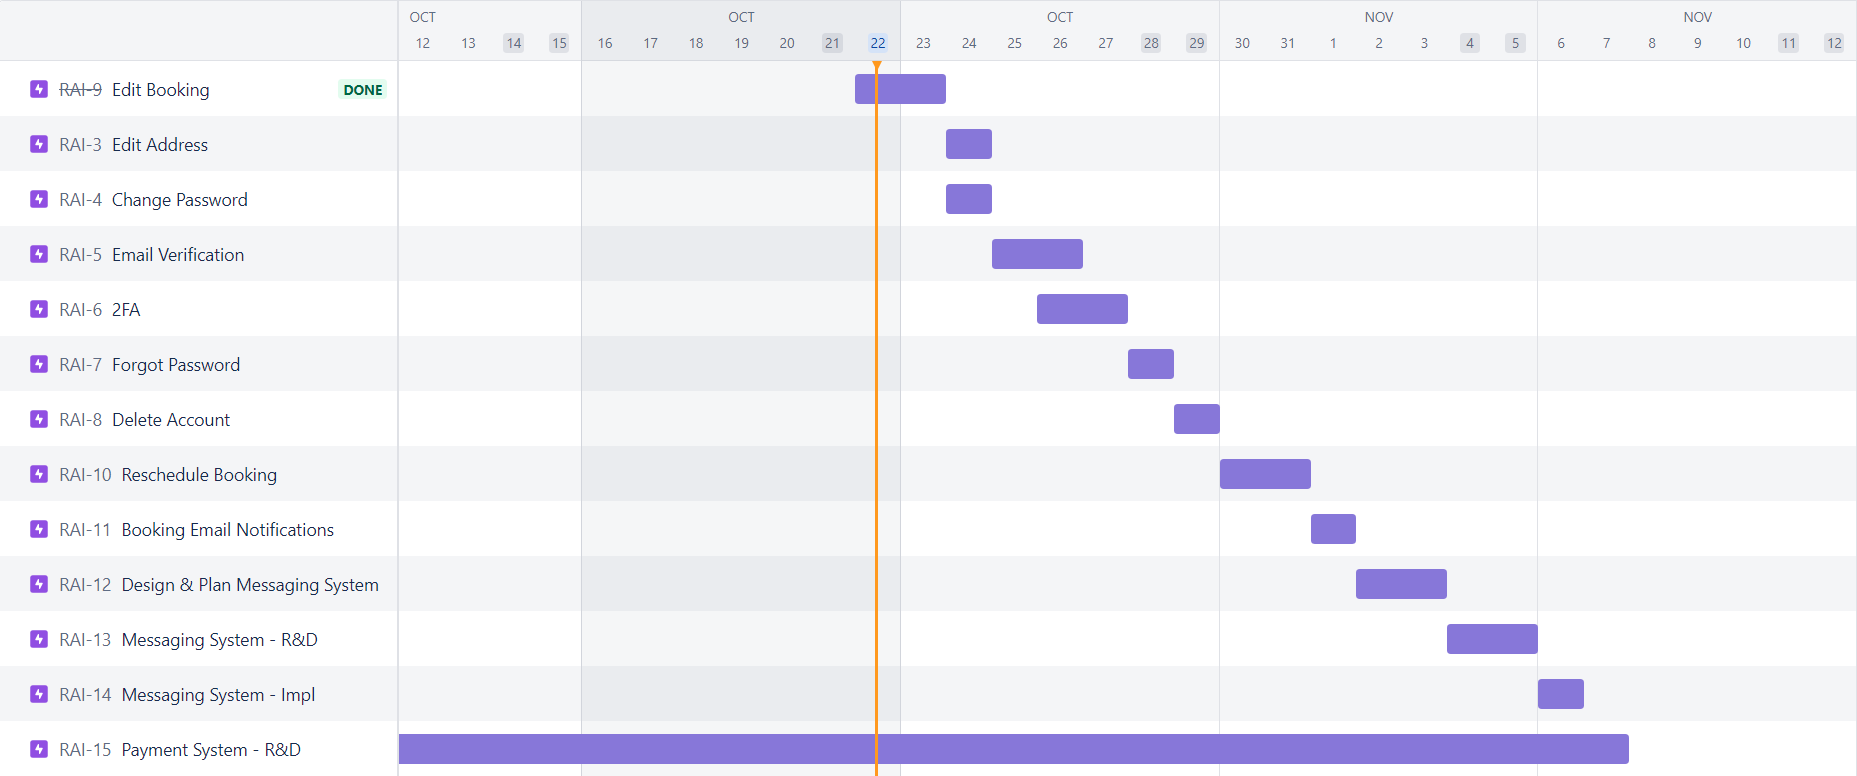 OCT OCT OCT NOV NOV
12 13 14 15 16 17 18 19 20 21 22 23 24 25 26 27 28 29 30 31 1 2 3 4 5 6 7 8 9 10 11 12
RAI-9 Edit Booking DONE
RAI-3 Edit Address
RAI-4 Change Password
RAI-5 Email Verification
RAI-6 2FA
RAI-7 Forgot Password
RAI-8 Delete Account
RAI-10 Reschedule Booking
RAI-11 Booking Email Notifications
RAI-12 Design & Plan Messaging System
RAI-13 Messaging System - R&D
RAI-14 Messaging System - Impl
RAI-15 Payment System - R&D